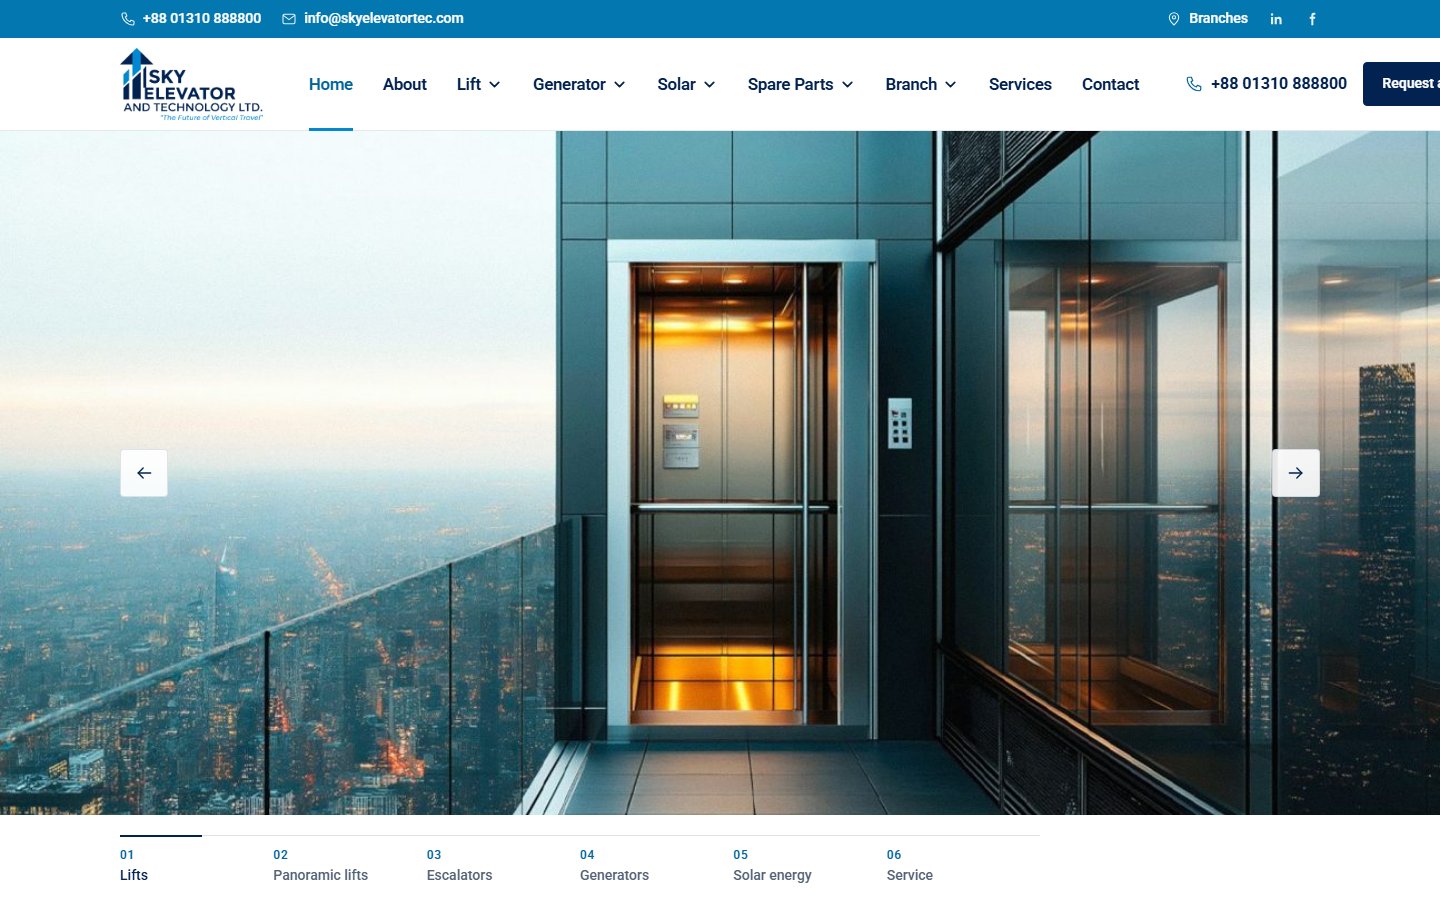 +88 01310 888800
info@skyelevatortec.com
Branches
SKY
ELEVATOR
AND TECHNOLOGY LTD.
"The Future of Vertical Travel"
Home
About
Lift
Generator
Solar
Spare Parts
Branch
Services
Contact
+88 01310 888800
Request a
01
Lifts
02
Panoramic lifts
03
Escalators
04
Generators
05
Solar energy
06
Service